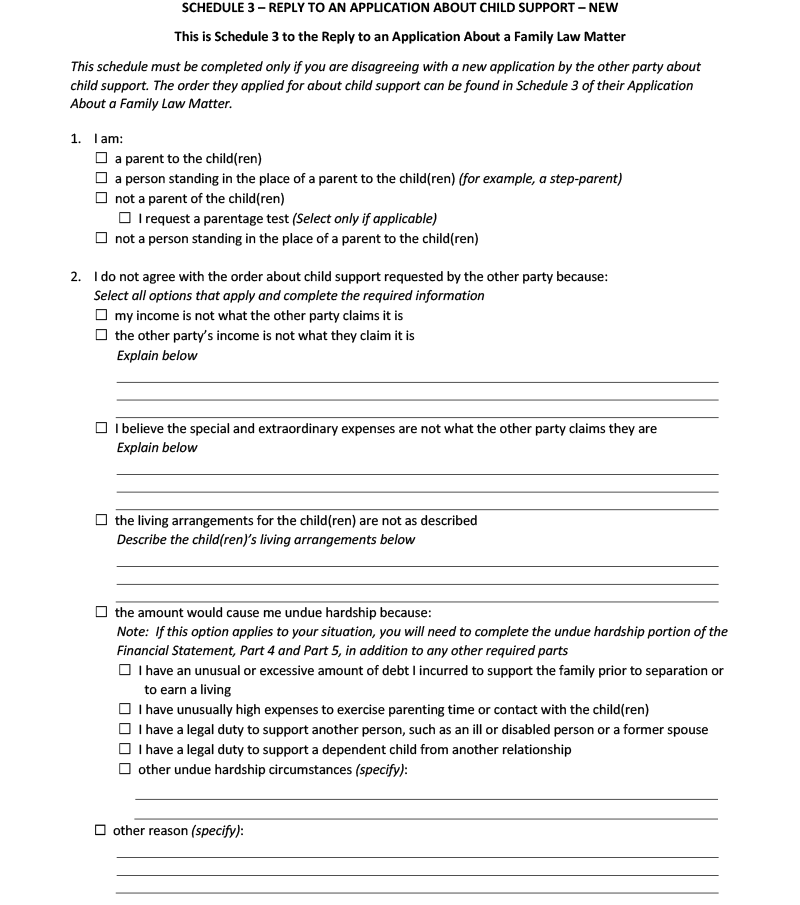 SCHEDULE 3 – REPLY TO AN APPLICATION ABOUT CHILD SUPPORT – NEW
This is Schedule 3 to the Reply to an Application About a Family Law Matter
This schedule must be completed only if you are disagreeing with a new application by the other party about
child support. The order they applied for about child support can be found in Schedule 3 of their Application
About a Family Law Matter.
1. I am:
☐ a parent to the child(ren)
☐ a person standing in the place of a parent to the child(ren) (for example, a step-parent)
☐ not a parent of the child(ren)
☐ I request a parentage test (Select only if applicable)
☐ not a person standing in the place of a parent to the child(ren)
2. I do not agree with the order about child support requested by the other party because:
Select all options that apply and complete the required information
☐ my income is not what the other party claims it is
☐ the other party’s income is not what they claim it is
Explain below
☐ I believe the special and extraordinary expenses are not what the other party claims they are
Explain below
☐ the living arrangements for the child(ren) are not as described
Describe the child(ren)’s living arrangements below
☐ the amount would cause me undue hardship because:
Note: If this option applies to your situation, you will need to complete the undue hardship portion of the
Financial Statement, Part 4 and Part 5, in addition to any other required parts
☐ I have an unusual or excessive amount of debt I incurred to support the family prior to separation or
to earn a living
☐ I have unusually high expenses to exercise parenting time or contact with the child(ren)
☐ I have a legal duty to support another person, such as an ill or disabled person or a former spouse
☐ I have a legal duty to support a dependent child from another relationship
☐ other undue hardship circumstances (specify):
☐ other reason (specify):